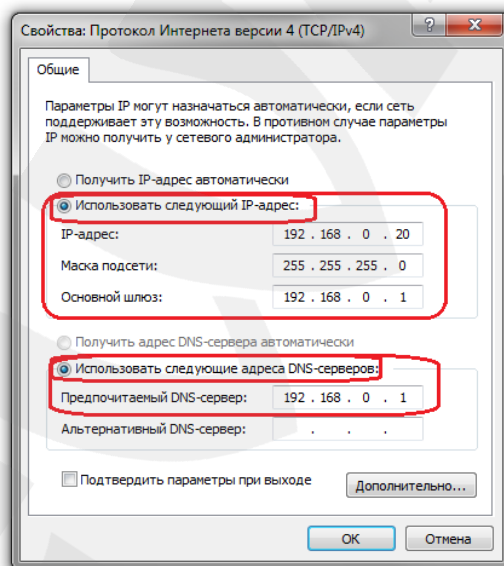 Свойства: Протокол Интернета версии 4 (TCP/IPv4)
Общие
Параметры IP могут назначаться автоматически, если сеть
поддерживает эту возможность. В противном случае параметры
IP можно получить у сетевого администратора.
Получить IP-адрес автоматически
Использовать следующий IP-адрес:
IP-адрес: 192 . 168 . 0 . 20
Маска подсети: 255 . 255 . 255 . 0
Основной шлюз: 192 . 168 . 0 . 1
Получить адрес DNS-сервера автоматически
Использовать следующие адреса DNS-серверов:
Предпочитаемый DNS-сервер: 192 . 168 . 0 . 1
Альтернативный DNS-сервер: . . .
Подтвердить параметры при выходе
Дополнительно...
ОК
Отмена